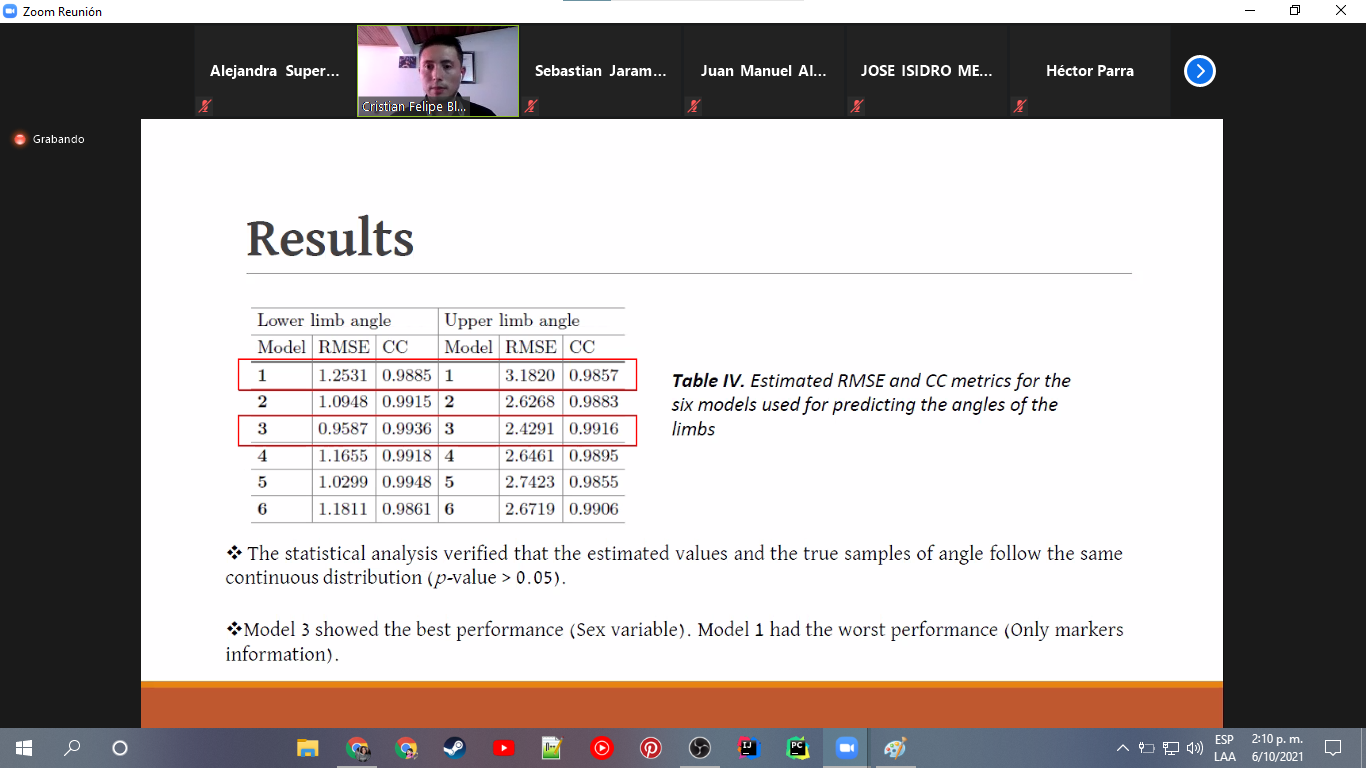 Zoom Reunión
Alejandra Super...
Cristian Felipe Bl...
Sebastian Jaram...
Juan Manuel Al...
JOSE ISIDRO ME...
Héctor Parra
Grabando
Results
Lower limb angle Upper limb angle
Model RMSE CC Model RMSE CC
1 1.2531 0.9885 1 3.1820 0.9857
2 1.0948 0.9915 2 2.6268 0.9883
3 0.9587 0.9936 3 2.4291 0.9916
4 1.1655 0.9918 4 2.6461 0.9895
5 1.0299 0.9948 5 2.7423 0.9855
6 1.1811 0.9861 6 2.6719 0.9906
Table IV. Estimated RMSE and CC metrics for the
six models used for predicting the angles of the
limbs
❖ The statistical analysis verified that the estimated values and the true samples of angle follow the same
continuous distribution (p-value > 0.05).
❖Model 3 showed the best performance (Sex variable). Model 1 had the worst performance (Only markers
information).
IJ
PC
ESP
LAA
2:10 p. m.
6/10/2021